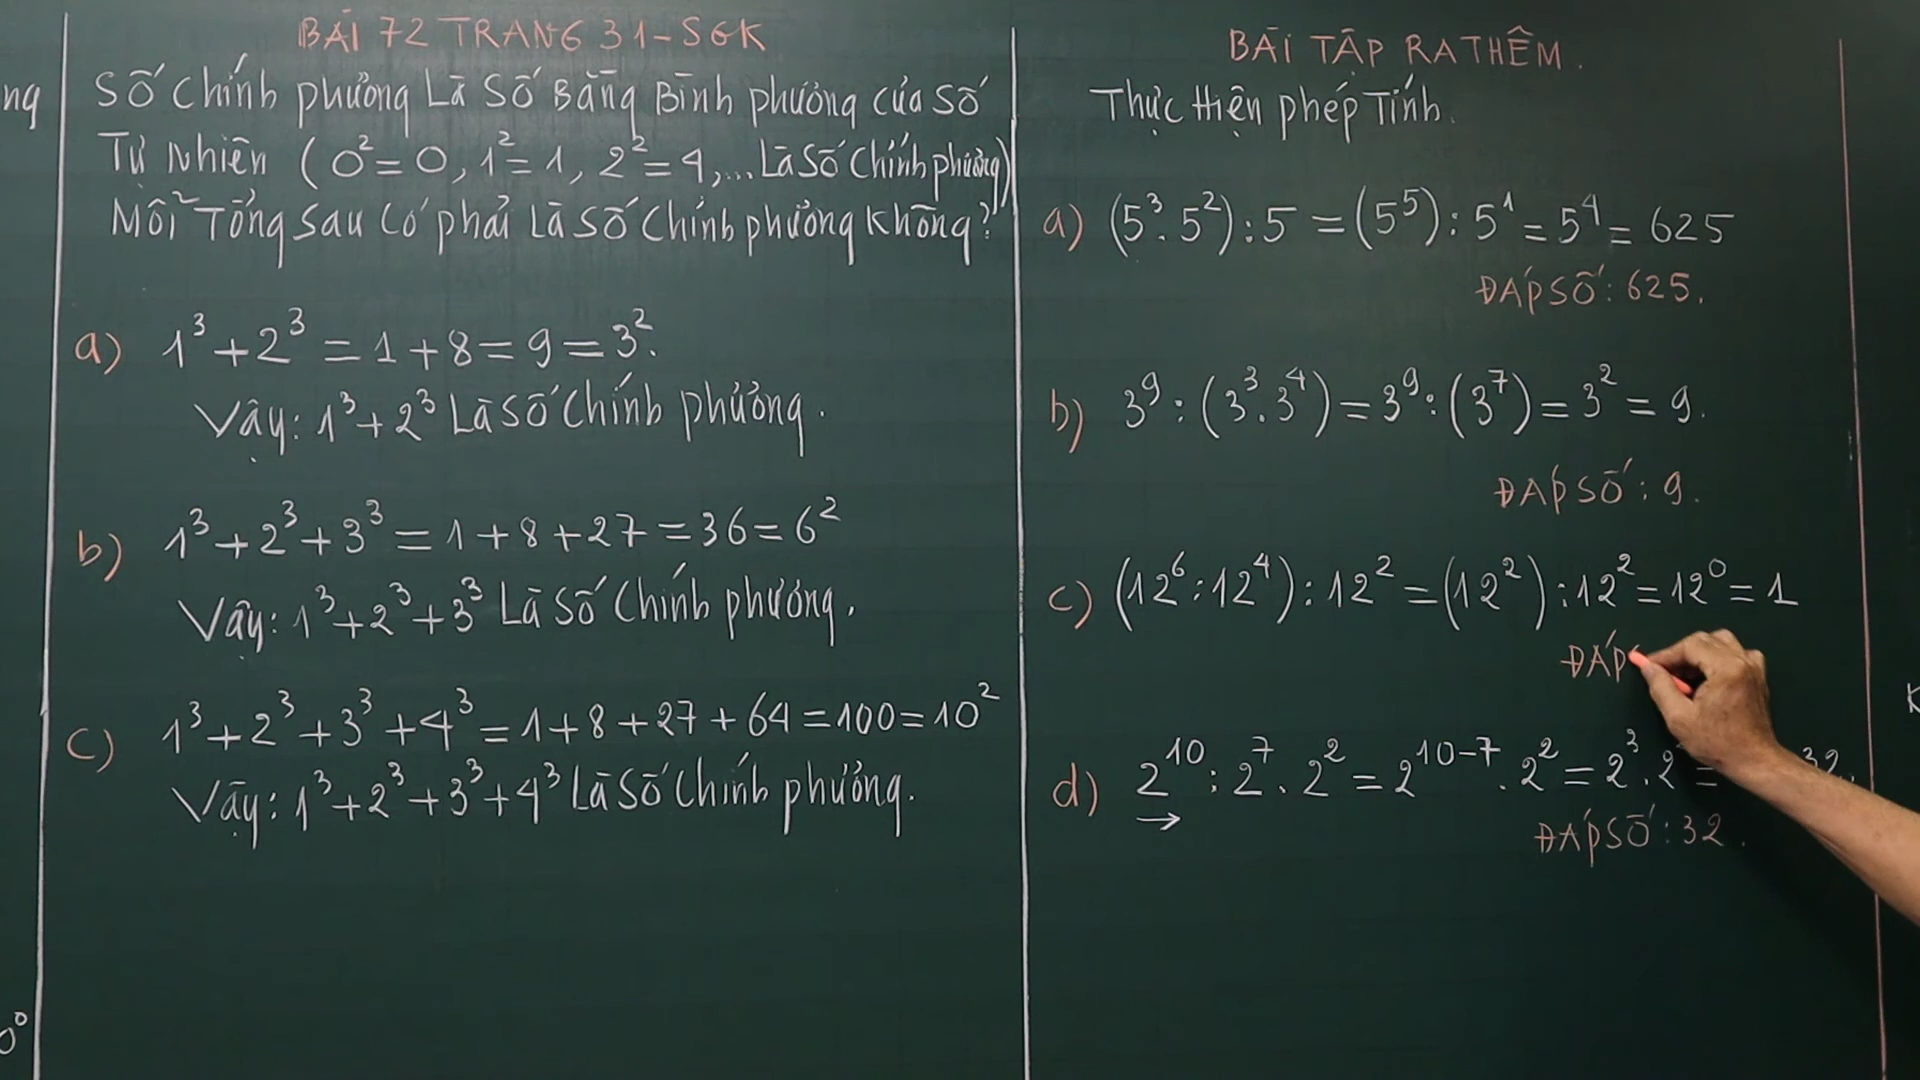 ng
BÀI 72 TRANG 31-SGK
Số Chính phương Là Số Bằng Bình phương của Số
Tự Nhiên (0² = 0, 1² = 1, 2² = 4,... Là Số Chính phương)
Mỗi Tổng Sau Có phải Là Số Chính phương Không?
a) 1³ + 2³ = 1 + 8 = 9 = 3².
Vậy: 1³ + 2³ Là Số Chính phương.
b) 1³ + 2³ + 3³ = 1 + 8 + 27 = 36 = 6²
Vậy: 1³ + 2³ + 3³ Là Số Chính phương.
c) 1³ + 2³ + 3³ + 4³ = 1 + 8 + 27 + 64 = 100 = 10²
Vậy: 1³ + 2³ + 3³ + 4³ Là Số Chính phương.
BÀI TẬP RA THÊM.
Thực Hiện phép Tính.
a) (5³ . 5²) : 5 = (5⁵) : 5¹ = 5⁴ = 625
ĐÁP SỐ : 625.
b) 3⁹ : (3³ . 3⁴) = 3⁹ : (3⁷) = 3² = 9.
ĐÁP SỐ : 9.
c) (12⁶ : 12⁴) : 12² = (12²) : 12² = 12⁰ = 1
ĐÁP
d) 2¹⁰ : 2⁷ . 2² = 2¹⁰⁻⁷ . 2² = 2³ . 2 = 32.
→
ĐÁP SỐ : 32.